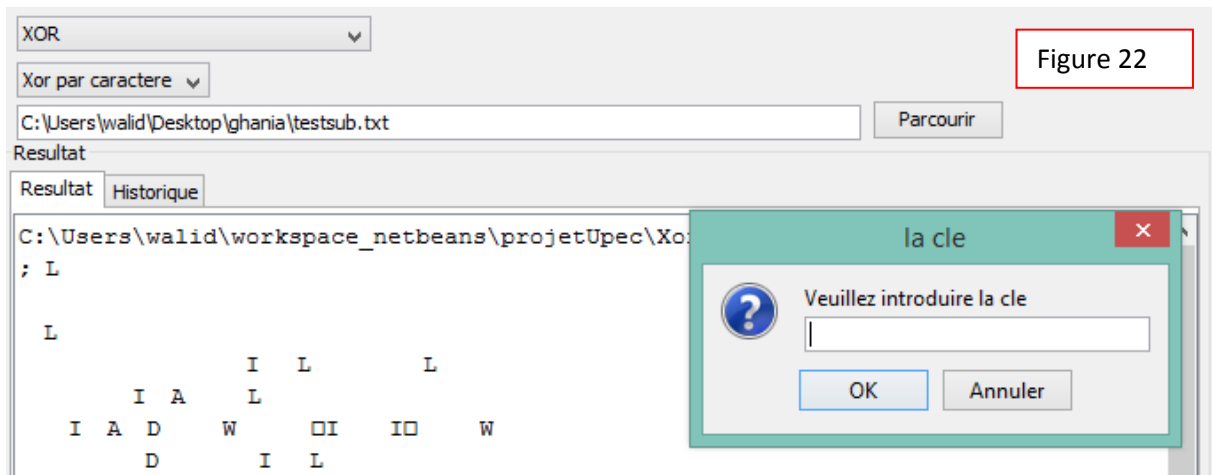 XOR
Figure 22
Xor par caractere
C:\Users\walid\Desktop\ghania\testsub.txt
Parcourir
Resultat
Resultat Historique
C:\Users\walid\workspace_netbeans\projetUpec\Xo
; L
L
I L L
I A L
I A D W □I I□ W
D I L
la cle
Veuillez introduire la cle
OK Annuler